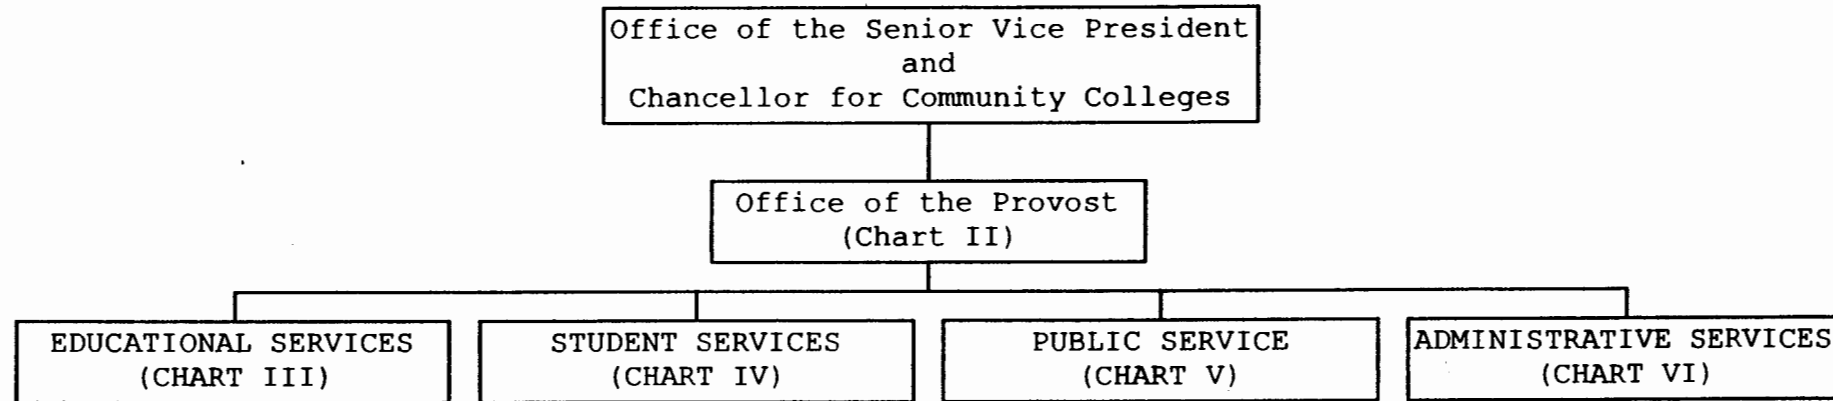 Office of the Senior Vice President
and
Chancellor for Community Colleges
Office of the Provost
(Chart II)
EDUCATIONAL SERVICES
(CHART III)
STUDENT SERVICES
(CHART IV)
PUBLIC SERVICE
(CHART V)
ADMINISTRATIVE SERVICES
(CHART VI)